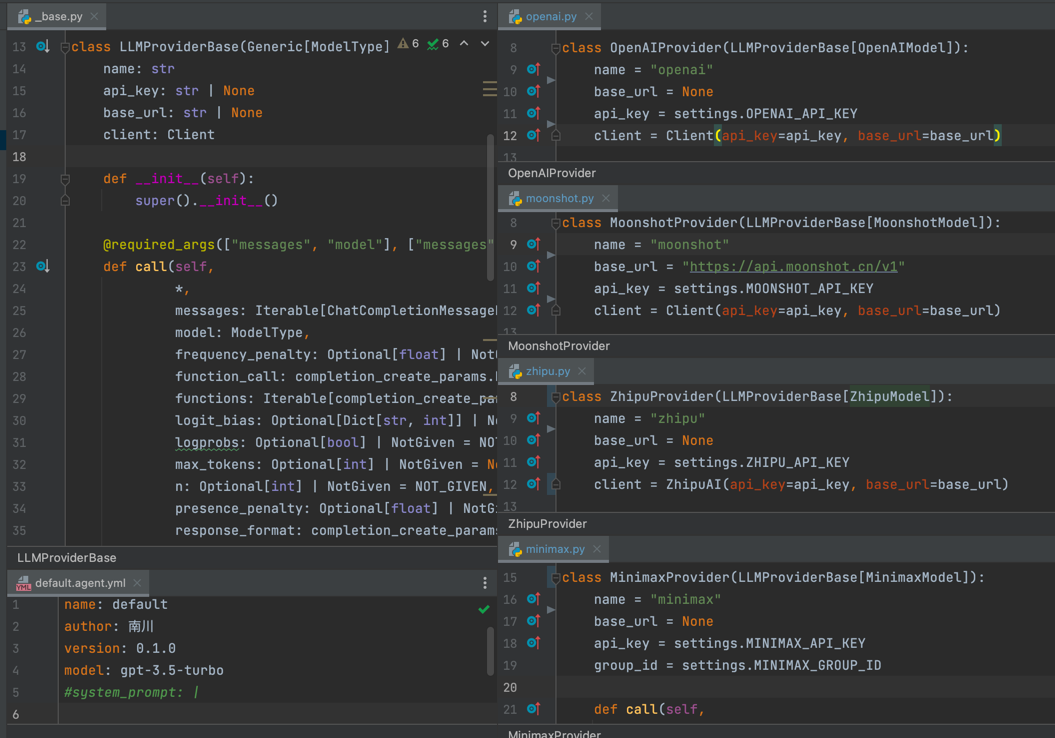 _base.py
13 class LLMProviderBase(Generic[ModelType] 6 6
14 name: str
15 api_key: str | None
16 base_url: str | None
17 client: Client
18
19 def __init__(self):
20 super().__init__()
21
22 @required_args(["messages", "model"], ["messages"
23 def call(self,
24 *,
25 messages: Iterable[ChatCompletionMessage
26 model: ModelType,
27 frequency_penalty: Optional[float] | Not
28 function_call: completion_create_params.
29 functions: Iterable[completion_create_pa
30 logit_bias: Optional[Dict[str, int]] | N
31 logprobs: Optional[bool] | NotGiven = NO
32 max_tokens: Optional[int] | NotGiven = N
33 n: Optional[int] | NotGiven = NOT_GIVEN,
34 presence_penalty: Optional[float] | Not
35 response_format: completion_create_params
LLMProviderBase
default.agent.yml
1 name: default
2 author: 南川
3 version: 0.1.0
4 model: gpt-3.5-turbo
5 #system_prompt: |
6
openai.py
8 class OpenAIProvider(LLMProviderBase[OpenAIModel]):
9 name = "openai"
10 base_url = None
11 api_key = settings.OPENAI_API_KEY
12 client = Client(api_key=api_key, base_url=base_url)
13
OpenAIProvider
moonshot.py
8 class MoonshotProvider(LLMProviderBase[MoonshotModel]):
9 name = "moonshot"
10 base_url = "https://api.moonshot.cn/v1"
11 api_key = settings.MOONSHOT_API_KEY
12 client = Client(api_key=api_key, base_url=base_url)
13
MoonshotProvider
zhipu.py
8 class ZhipuProvider(LLMProviderBase[ZhipuModel]):
9 name = "zhipu"
10 base_url = None
11 api_key = settings.ZHIPU_API_KEY
12 client = ZhipuAI(api_key=api_key, base_url=base_url)
13
ZhipuProvider
minimax.py
15 class MinimaxProvider(LLMProviderBase[MinimaxModel]):
16 name = "minimax"
17 base_url = None
18 api_key = settings.MINIMAX_API_KEY
19 group_id = settings.MINIMAX_GROUP_ID
20
21 def call(self,
MinimaxProvider